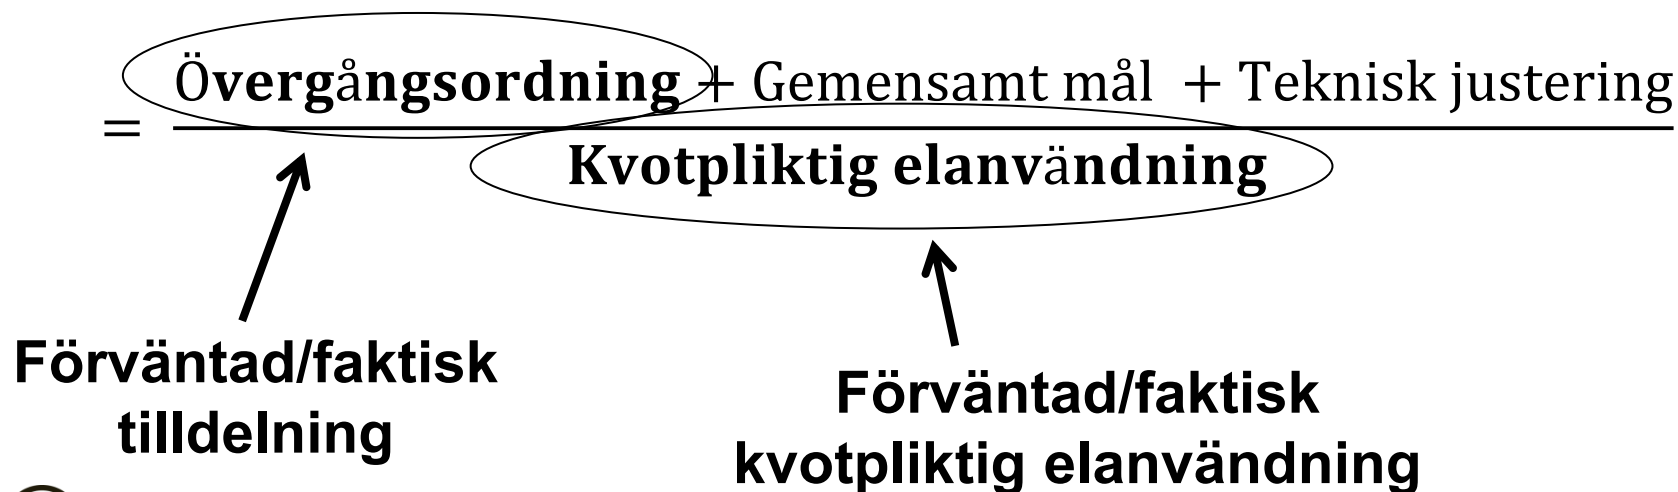 Övergångsordning + Gemensamt mål + Teknisk justering
=
Kvotpliktig elanvändning
Förväntad/faktisk
tilldelning
Förväntad/faktisk
kvotpliktig elanvändning